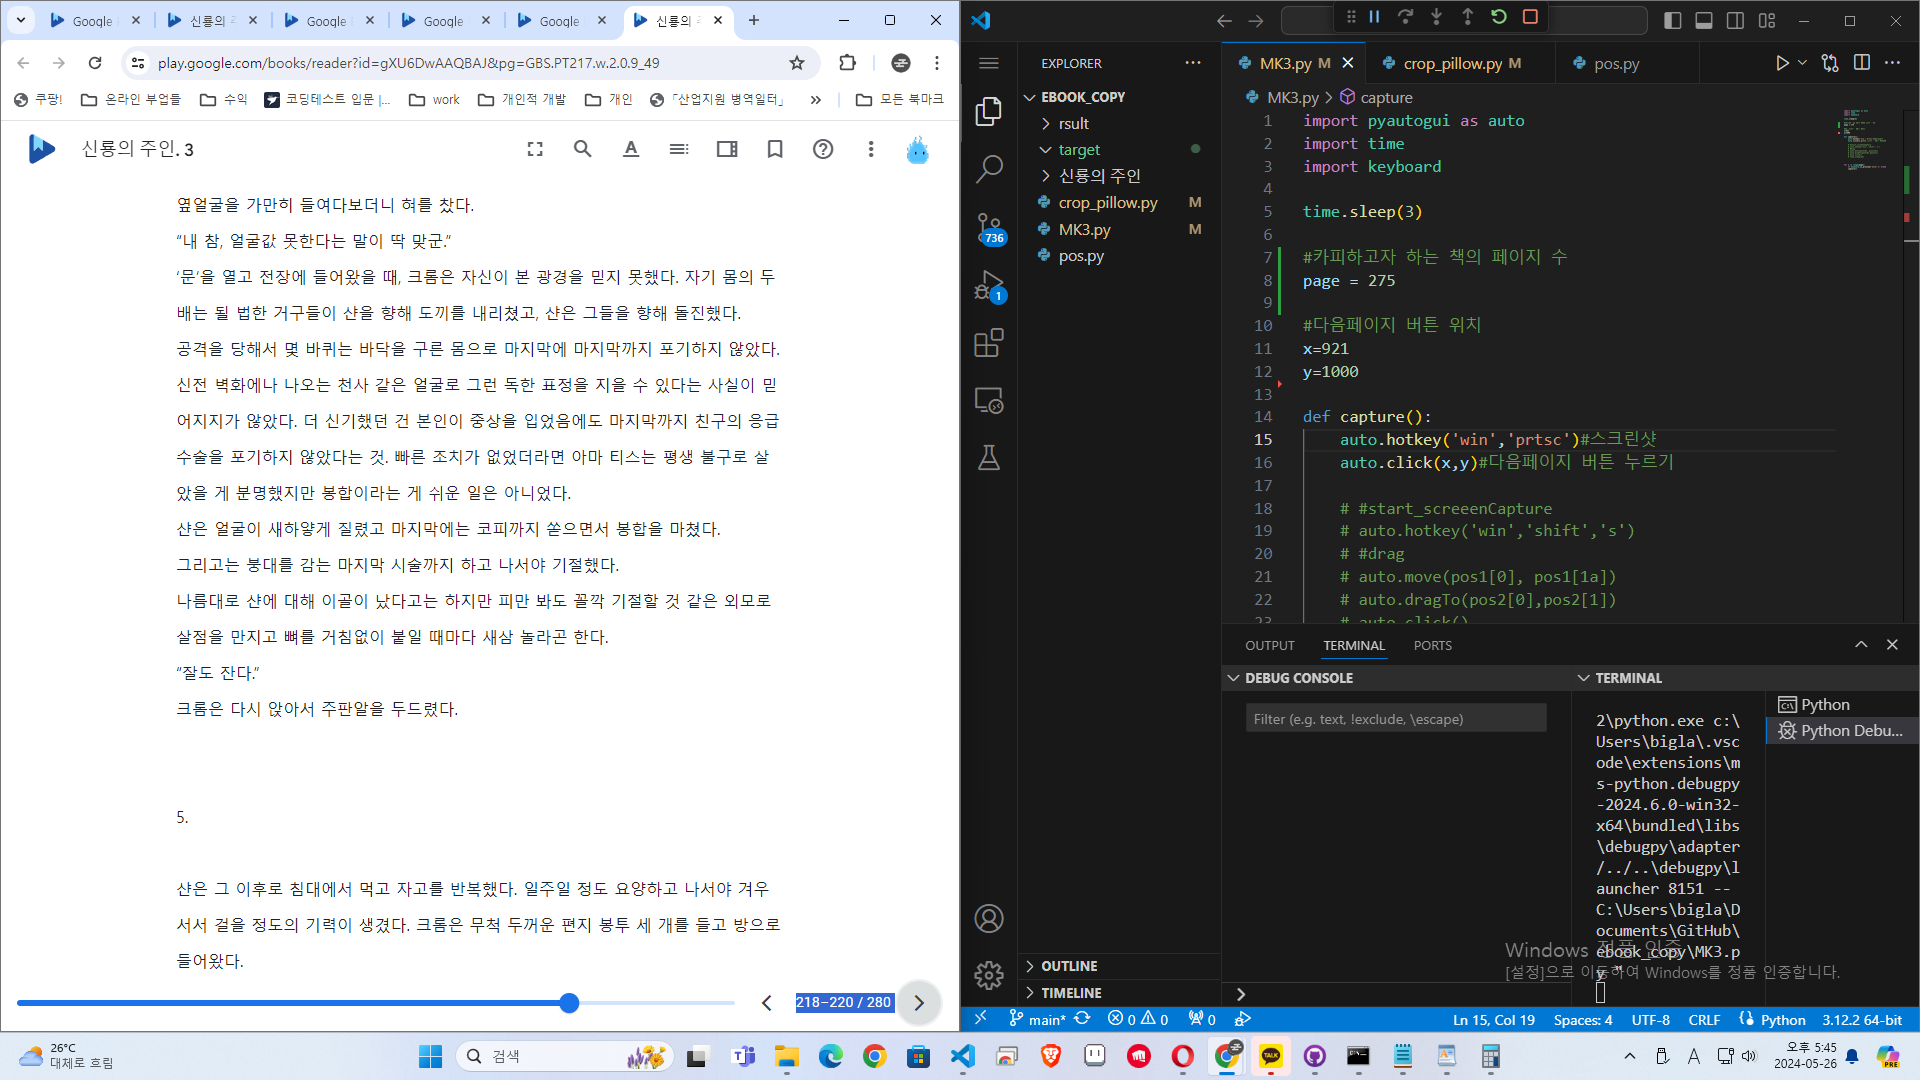 Google
신룡의 주
Google
Google
Google
신룡의 주
play.google.com/books/reader?id=gXU6DwAAQBAJ&pg=GBS.PT217.w.2.0.9_49
쿠팡!
온라인 부업들
수익
코딩테스트 입문 |...
work
개인적 개발
개인
「산업지원 병역일터」
»
모든 북마크
신룡의 주인. 3
옆얼굴을 가만히 들여다보더니 혀를 찼다.
“내 참, 얼굴값 못한다는 말이 딱 맞군.”
‘문’을 열고 전장에 들어왔을 때, 크롬은 자신이 본 광경을 믿지 못했다. 자기 몸의 두
배는 될 법한 거구들이 샨을 향해 도끼를 내리쳤고, 샨은 그들을 향해 돌진했다.
공격을 당해서 몇 바퀴는 바닥을 구른 몸으로 마지막에 마지막까지 포기하지 않았다.
신전 벽화에나 나오는 천사 같은 얼굴로 그런 독한 표정을 지을 수 있다는 사실이 믿
어지지가 않았다. 더 신기했던 건 본인이 중상을 입었음에도 마지막까지 친구의 응급
수술을 포기하지 않았다는 것. 빠른 조치가 없었더라면 아마 티스는 평생 불구로 살
았을 게 분명했지만 봉합이라는 게 쉬운 일은 아니었다.
샨은 얼굴이 새하얗게 질렸고 마지막에는 코피까지 쏟으면서 봉합을 마쳤다.
그리고는 붕대를 감는 마지막 시술까지 하고 나서야 기절했다.
나름대로 샨에 대해 이골이 났다고는 하지만 피만 봐도 꼴깍 기절할 것 같은 외모로
살점을 만지고 뼈를 거침없이 붙일 때마다 새삼 놀라곤 한다.
“잘도 잔다.”
크롬은 다시 앉아서 주판알을 두드렸다.
5.
샨은 그 이후로 침대에서 먹고 자고를 반복했다. 일주일 정도 요양하고 나서야 겨우
서서 걸을 정도의 기력이 생겼다. 크롬은 무척 두꺼운 편지 봉투 세 개를 들고 방으로
들어왔다.
218–220 / 280
EXPLORER
EBOOK_COPY
rsult
target
신룡의 주인
crop_pillow.py M
MK3.py M
pos.py
736
1
OUTLINE
TIMELINE
MK3.py M
crop_pillow.py M
pos.py
MK3.py > capture
1 import pyautogui as auto
2 import time
3 import keyboard
4
5 time.sleep(3)
6
7 #카피하고자 하는 책의 페이지 수
8 page = 275
9
10 #다음페이지 버튼 위치
11 x=921
12 y=1000
13
14 def capture():
15 auto.hotkey('win','prtsc')#스크린샷
16 auto.click(x,y)#다음페이지 버튼 누르기
17
18 # #start_screeenCapture
19 # auto.hotkey('win','shift','s')
20 # #drag
21 # auto.move(pos1[0], pos1[1a])
22 # auto.dragTo(pos2[0],pos2[1])
23 # auto.click()
OUTPUT TERMINAL PORTS
DEBUG CONSOLE
Filter (e.g. text, !exclude, \escape)
TERMINAL
2\python.exe c:\
Users\bigla\.vsc
ode\extensions\m
s-python.debugpy
-2024.6.0-win32-
x64\bundled\libs
\debugpy\adapter
/../..\debugpy\l
auncher 8151 --
C:\Users\bigla\D
ocuments\GitHub\
ebook_copy\MK3.p
y "
Python
Python Debu...
Windows 정품 인증
[설정]으로 이동하여 Windows를 정품 인증합니다.
main* 0 0 0
Ln 15, Col 19 Spaces: 4 UTF-8 CRLF Python 3.12.2 64-bit
26°C
대체로 흐림
검색
TALK
A
오후 5:45
2024-05-26
PRE